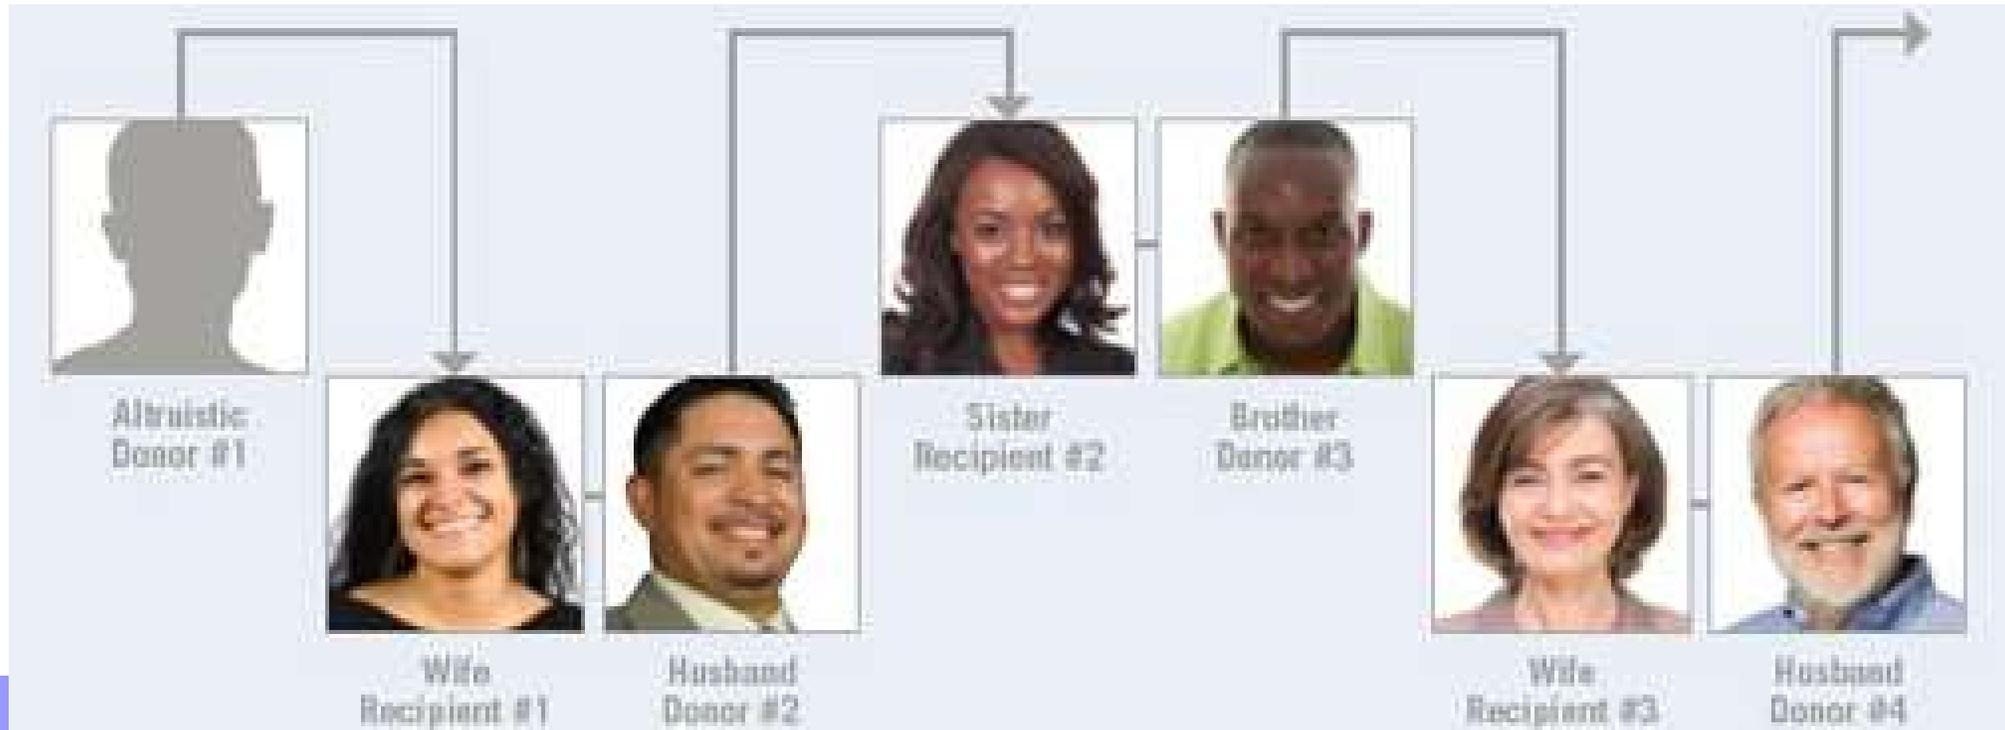 Altruistic
Donor #1
Wife
Recipient #1
Husband
Donor #2
Sister
Recipient #2
Brother
Donor #3
Wife
Recipient #3
Husband
Donor #4